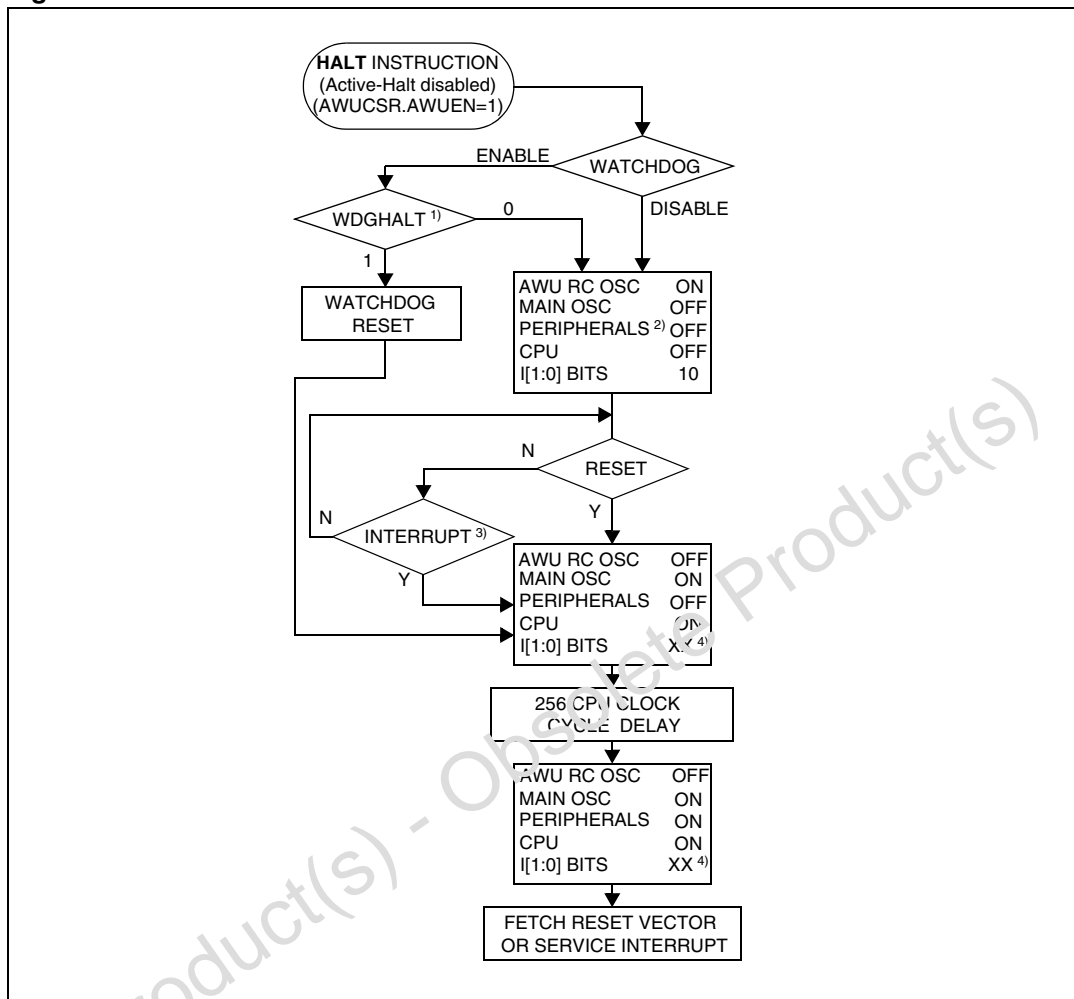 HALT INSTRUCTION
(Active-Halt disabled)
(AWUCSR.AWUEN=1)
ENABLE
WATCHDOG
DISABLE
WDGHALT 1)
0
1
WATCHDOG
RESET
AWU RC OSC ON
MAIN OSC OFF
PERIPHERALS 2) OFF
CPU OFF
I[1:0] BITS 10
RESET
N
Y
INTERRUPT 3)
N
Y
AWU RC OSC OFF
MAIN OSC ON
PERIPHERALS OFF
CPU ON
I[1:0] BITS XX 4)
256 CPU CLOCK
CYCLE DELAY
AWU RC OSC OFF
MAIN OSC ON
PERIPHERALS ON
CPU ON
I[1:0] BITS XX 4)
FETCH RESET VECTOR
OR SERVICE INTERRUPT
oduct(s) - Obsolete Product(s)